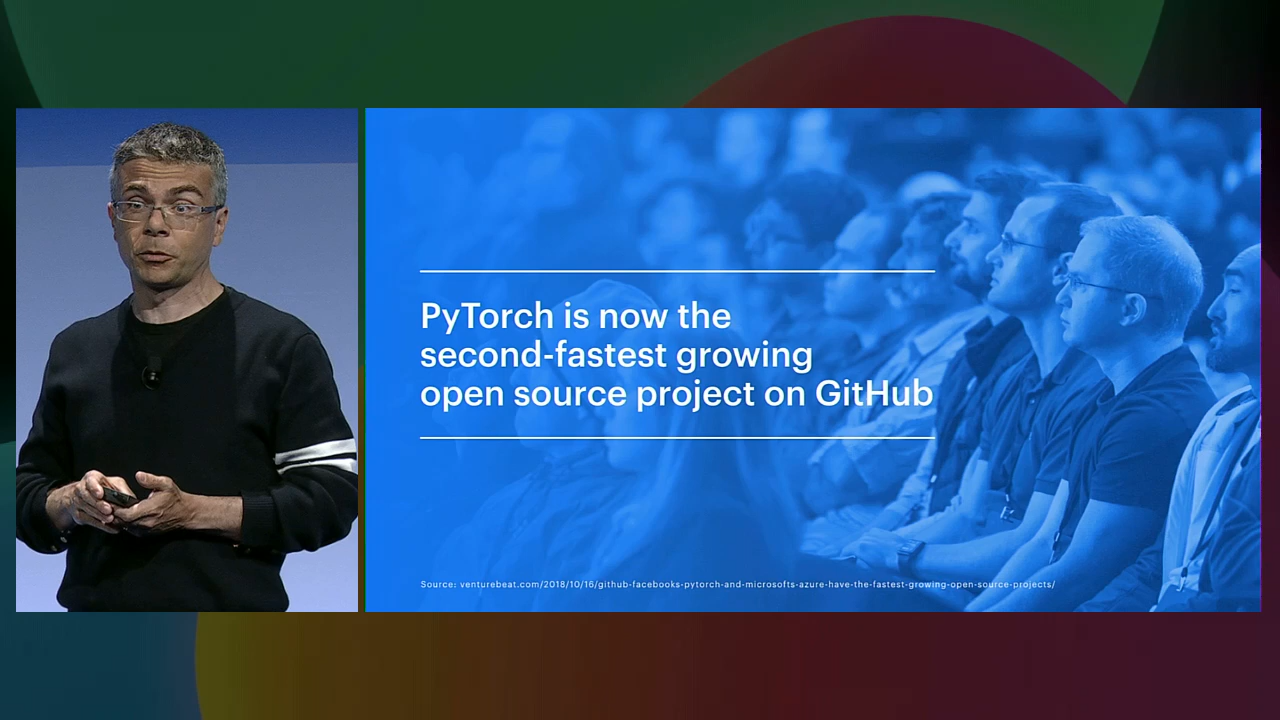 PyTorch is now the
second-fastest growing
open source project on GitHub
Source: venturebeat.com/2018/10/16/github-facebooks-pytorch-and-microsofts-azure-have-the-fastest-growing-open-source-projects/